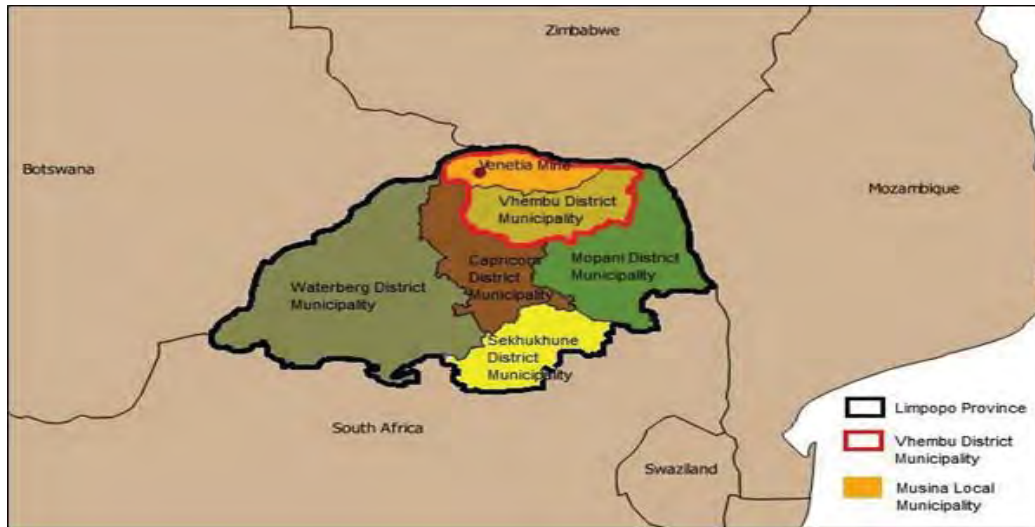 Zimbabwe
Botswana
Venetia Mine
Mozambique
Vhembu District
Municipality
Capricorn
District
Municipality
Mopani District
Municipality
Waterberg District
Municipality
Sekhukhune
District
Municipality
South Africa
Swaziland
Limpopo Province
Vhembu District
Municipality
Musina Local
Municipality